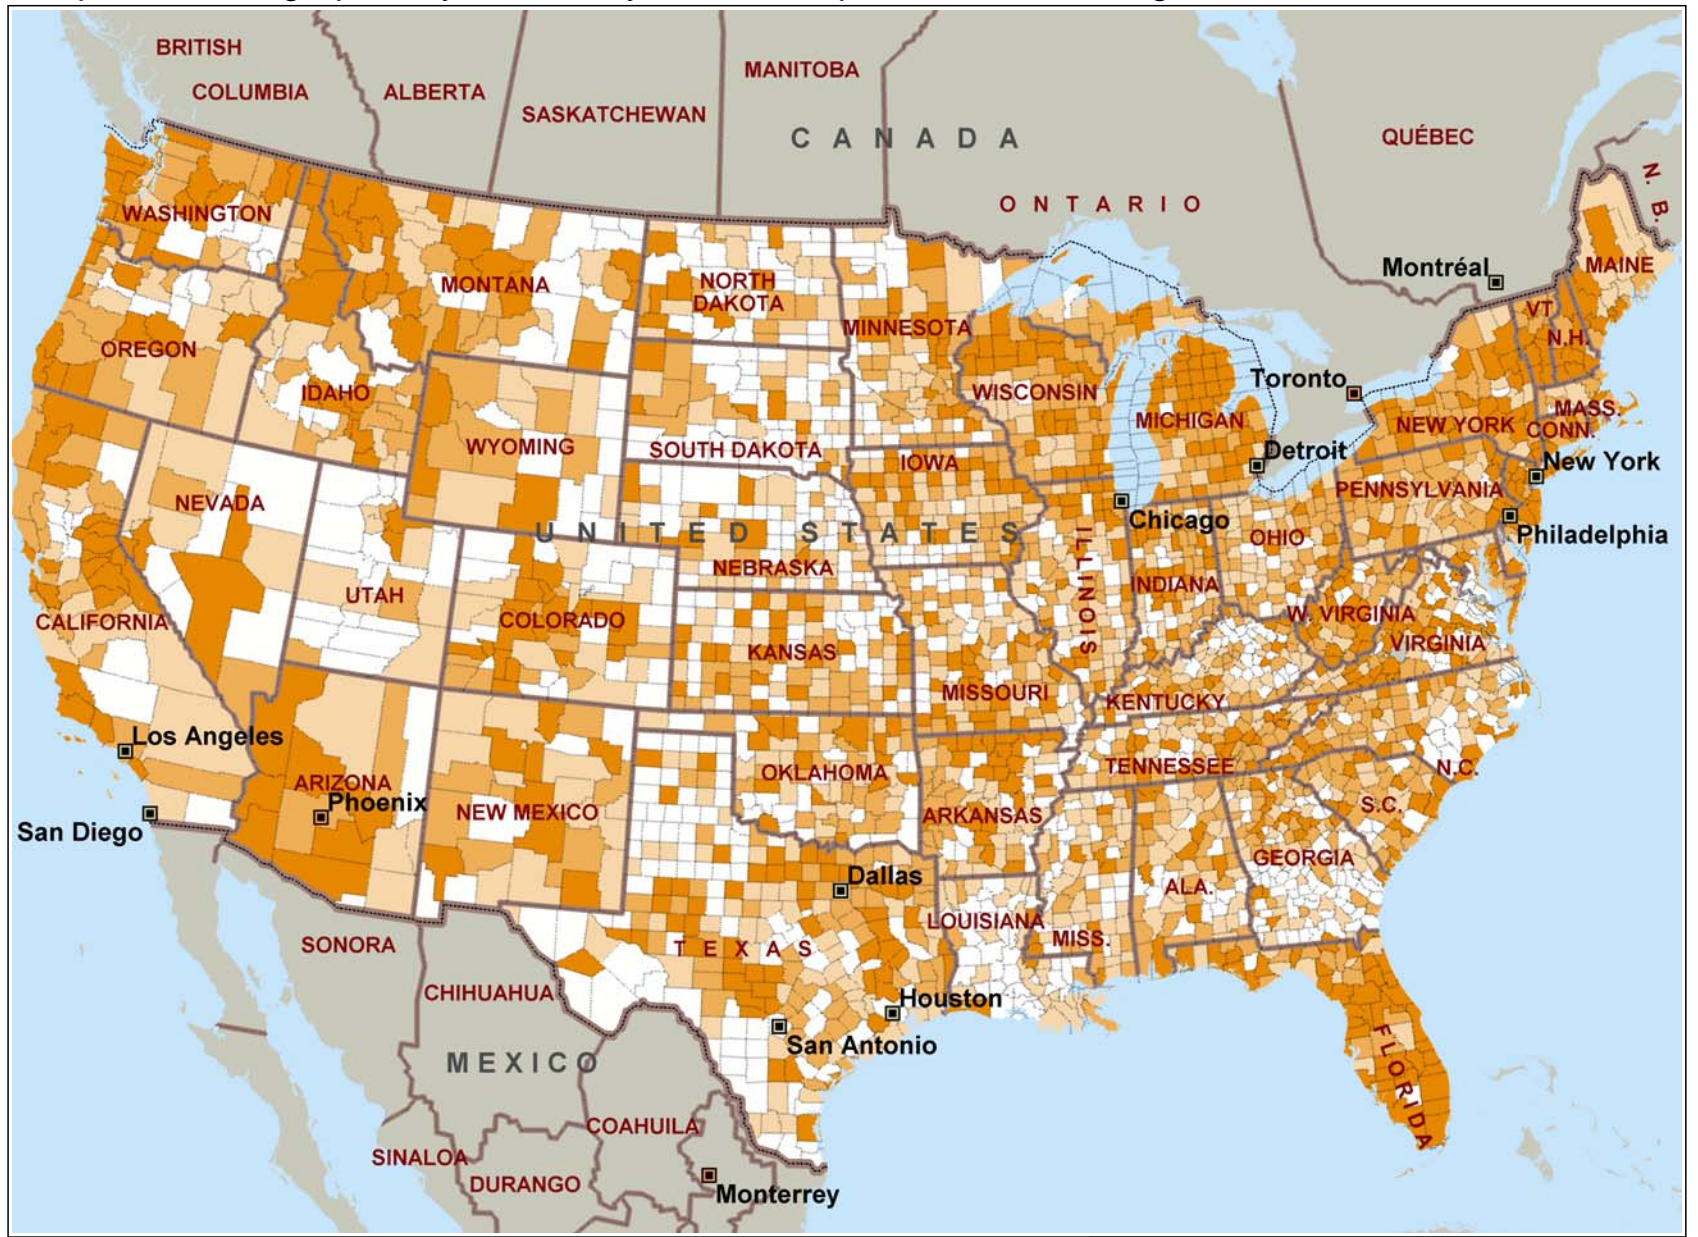 BRITISH
COLUMBIA
ALBERTA
SASKATCHEWAN
MANITOBA
CANADA
ONTARIO
QUÉBEC
N. B.
WASHINGTON
MONTANA
NORTH
DAKOTA
MINNESOTA
Montréal
MAINE
VT
N.H.
OREGON
IDAHO
WYOMING
SOUTH DAKOTA
WISCONSIN
MICHIGAN
Toronto
NEW YORK
MASS.
CONN.
Detroit
New York
IOWA
NEVADA
PENNSYLVANIA
Chicago
Philadelphia
UNITED STATES
OHIO
NEBRASKA
UTAH
COLORADO
ILLINOIS
INDIANA
W. VIRGINIA
VIRGINIA
CALIFORNIA
KANSAS
MISSOURI
KENTUCKY
Los Angeles
ARIZONA
Phoenix
NEW MEXICO
OKLAHOMA
TENNESSEE
N.C.
ARKANSAS
S.C.
San Diego
GEORGIA
Dallas
ALA.
LOUISIANA
MISS.
SONORA
TEXAS
CHIHUAHUA
Houston
San Antonio
FLORIDA
MEXICO
COAHUILA
SINALOA
DURANGO
Monterrey